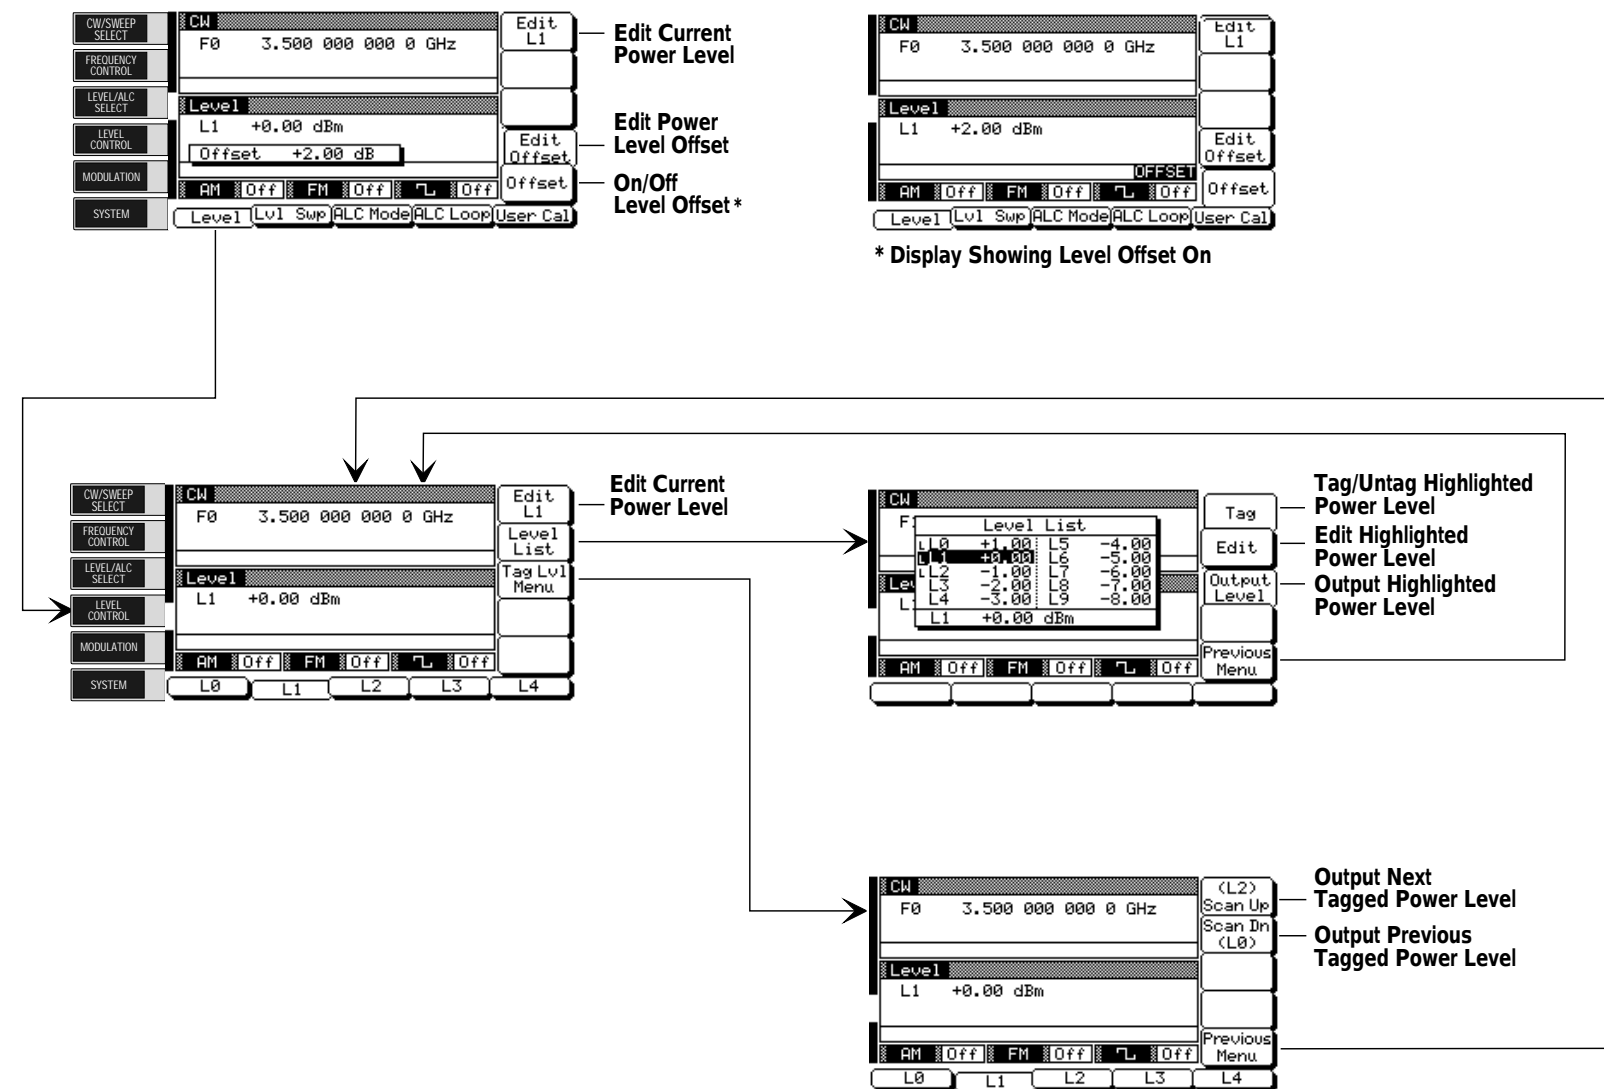 CW/SWEEP
SELECT
FREQUENCY
CONTROL
LEVEL/ALC
SELECT
LEVEL
CONTROL
MODULATION
SYSTEM
CW
F0 3.500 000 000 0 GHz
Level
L1 +0.00 dBm
Offset +2.00 dB
AM Off FM Off Off
Level Lvl Swp ALC Mode ALC Loop User Cal
Edit
L1
Edit
Offset
Offset
Edit Current
Power Level
Edit Power
Level Offset
On/Off
Level Offset *
CW
F0 3.500 000 000 0 GHz
Level
L1 +2.00 dBm
OFFSET
AM Off FM Off Off
Level Lvl Swp ALC Mode ALC Loop User Cal
Edit
L1
Edit
Offset
Offset
* Display Showing Level Offset On
CW/SWEEP
SELECT
FREQUENCY
CONTROL
LEVEL/ALC
SELECT
LEVEL
CONTROL
MODULATION
SYSTEM
CW
F0 3.500 000 000 0 GHz
Level
L1 +0.00 dBm
AM Off FM Off Off
L0 L1 L2 L3 L4
Edit
L1
Level
List
Tag Lvl
Menu
Edit Current
Power Level
CW
Level List
L0 +1.00 L5 -4.00
L1 +0.00 L6 -5.00
L2 -1.00 L7 -6.00
L3 -2.00 L8 -7.00
L4 -3.00 L9 -8.00
L1 +0.00 dBm
AM Off FM Off Off
Tag
Edit
Output
Level
Previous
Menu
Tag/Untag Highlighted
Power Level
Edit Highlighted
Power Level
Output Highlighted
Power Level
CW
F0 3.500 000 000 0 GHz
Level
L1 +0.00 dBm
AM Off FM Off Off
L0 L1 L2 L3 L4
(L2)
Scan Up
Scan Dn
(L0)
Previous
Menu
Output Next
Tagged Power Level
Output Previous
Tagged Power Level